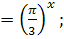 = (π/3)^x ;